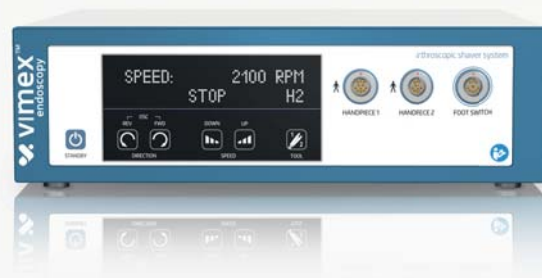 vimex™
endoscopy
arthroscopic shaver system
SPEED: 2100 RPM
STOP H2
OSC
REV FWD
DOWN UP
DIRECTION
SPEED
TOOL
STANDBY
HANDPIECE 1
HANDPIECE 2
FOOT SWITCH